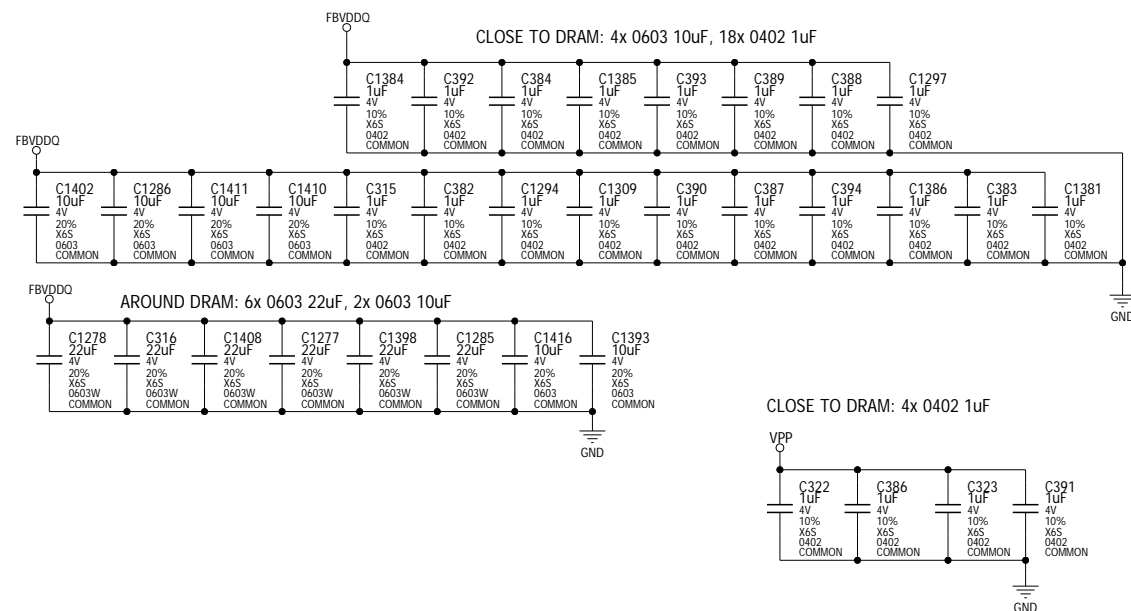 FBVDDQ
CLOSE TO DRAM: 4x 0603 10uF, 18x 0402 1uF
C1384 C392 C384 C1385 C393 C389 C388 C1297
1uF 1uF 1uF 1uF 1uF 1uF 1uF 1uF
4V 4V 4V 4V 4V 4V 4V 4V
10% 10% 10% 10% 10% 10% 10% 10%
X6S X6S X6S X6S X6S X6S X6S X6S
0402 0402 0402 0402 0402 0402 0402 0402
COMMON COMMON COMMON COMMON COMMON COMMON COMMON COMMON
FBVDDQ
C1402 C1286 C1411 C1410 C315 C382 C1294 C1309 C390 C387 C394 C1386 C383 C1381
10uF 10uF 10uF 10uF 1uF 1uF 1uF 1uF 1uF 1uF 1uF 1uF 1uF 1uF
4V 4V 4V 4V 4V 4V 4V 4V 4V 4V 4V 4V 4V 4V
20% 20% 20% 20% 10% 10% 10% 10% 10% 10% 10% 10% 10% 10%
X6S X6S X6S X6S X6S X6S X6S X6S X6S X6S X6S X6S X6S X6S
0603 0603 0603 0603 0402 0402 0402 0402 0402 0402 0402 0402 0402 0402
COMMON COMMON COMMON COMMON COMMON COMMON COMMON COMMON COMMON COMMON COMMON COMMON COMMON COMMON
GND
FBVDDQ
AROUND DRAM: 6x 0603 22uF, 2x 0603 10uF
C1278 C316 C1408 C1277 C1398 C1285 C1416 C1393
22uF 22uF 22uF 22uF 22uF 22uF 10uF 10uF
4V 4V 4V 4V 4V 4V 4V 4V
20% 20% 20% 20% 20% 20% 20% 20%
X6S X6S X6S X6S X6S X6S X6S X6S
0603W 0603W 0603W 0603W 0603W 0603W 0603 0603
COMMON COMMON COMMON COMMON COMMON COMMON COMMON COMMON
GND
CLOSE TO DRAM: 4x 0402 1uF
VPP
C322 C386 C323 C391
1uF 1uF 1uF 1uF
4V 4V 4V 4V
10% 10% 10% 10%
X6S X6S X6S X6S
0402 0402 0402 0402
COMMON COMMON COMMON COMMON
GND